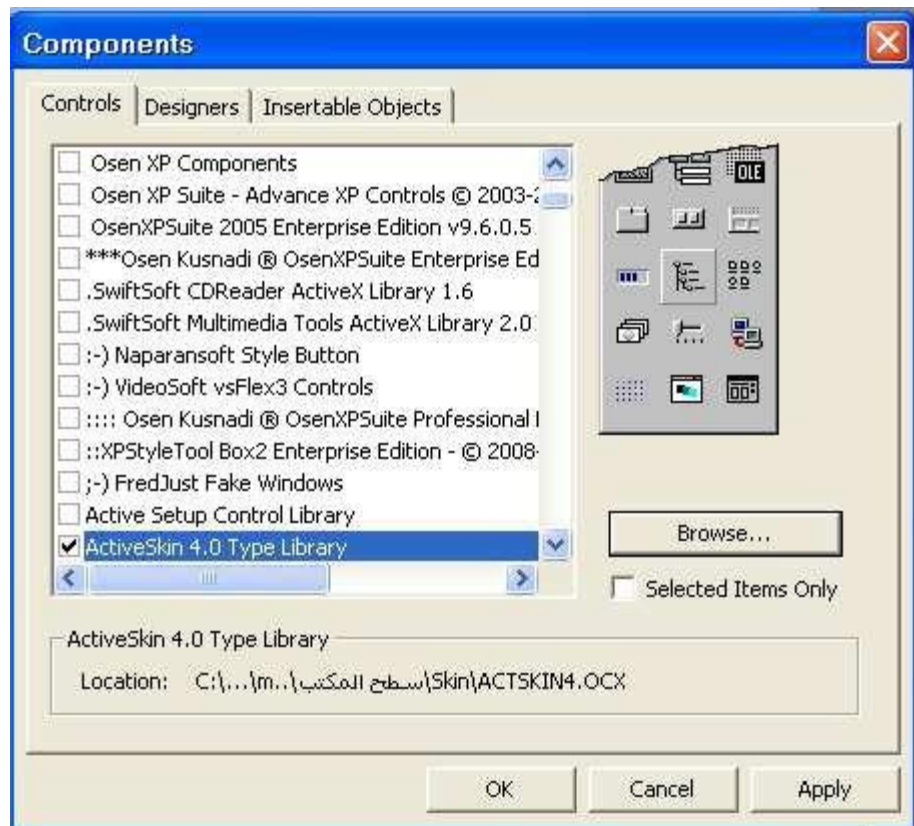 Components
Controls Designers Insertable Objects
Osen XP Components
Osen XP Suite - Advance XP Controls © 2003-
OsenXPSuite 2005 Enterprise Edition v9.6.0.5
***Osen Kusnadi ® OsenXPSuite Enterprise Ed
.SwiftSoft CDReader ActiveX Library 1.6
.SwiftSoft Multimedia Tools ActiveX Library 2.0
:-) Naparansoft Style Button
:-) VideoSoft vsFlex3 Controls
:::: Osen Kusnadi ® OsenXPSuite Professional
::XPStyleTool Box2 Enterprise Edition - © 2008-
;-) FredJust Fake Windows
Active Setup Control Library
ActiveSkin 4.0 Type Library
OLE
Browse...
Selected Items Only
ActiveSkin 4.0 Type Library
Location: C:\...\m..\سطح المكتب\Skin\ACTSKIN4.OCX
OK Cancel Apply